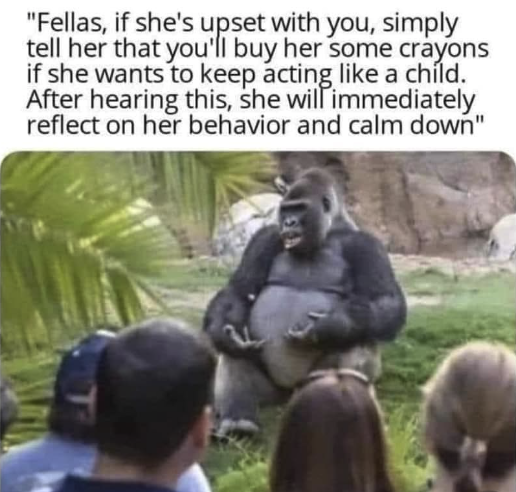 "Fellas, if she's upset with you, simply
tell her that you'll buy her some crayons
if she wants to keep acting like a child.
After hearing this, she will immediately
reflect on her behavior and calm down"